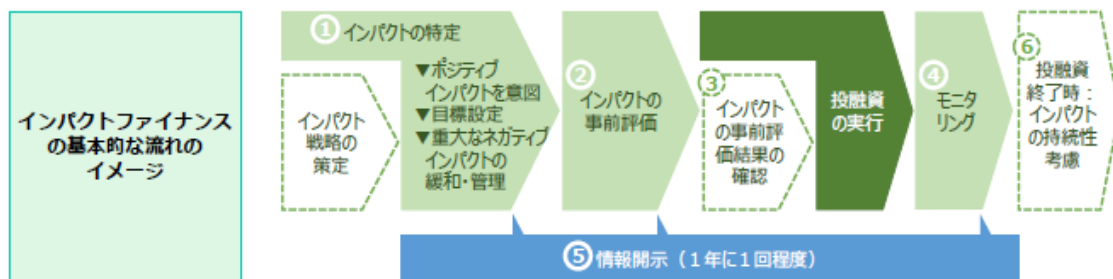 インパクトファイナンス
の基本的な流れの
イメージ
① インパクトの特定
インパクト
戦略の
策定
▼ポジティブ
インパクトを意図
▼目標設定
▼重大なネガティブ
インパクトの
緩和・管理
②
インパクトの
事前評価
③
インパクト
の事前評
価結果の
確認
投融資
の実行
④
モニタ
リング
⑥
投融資
終了時：
インパクト
の持続性
考慮
⑤情報開示（１年に１回程度）